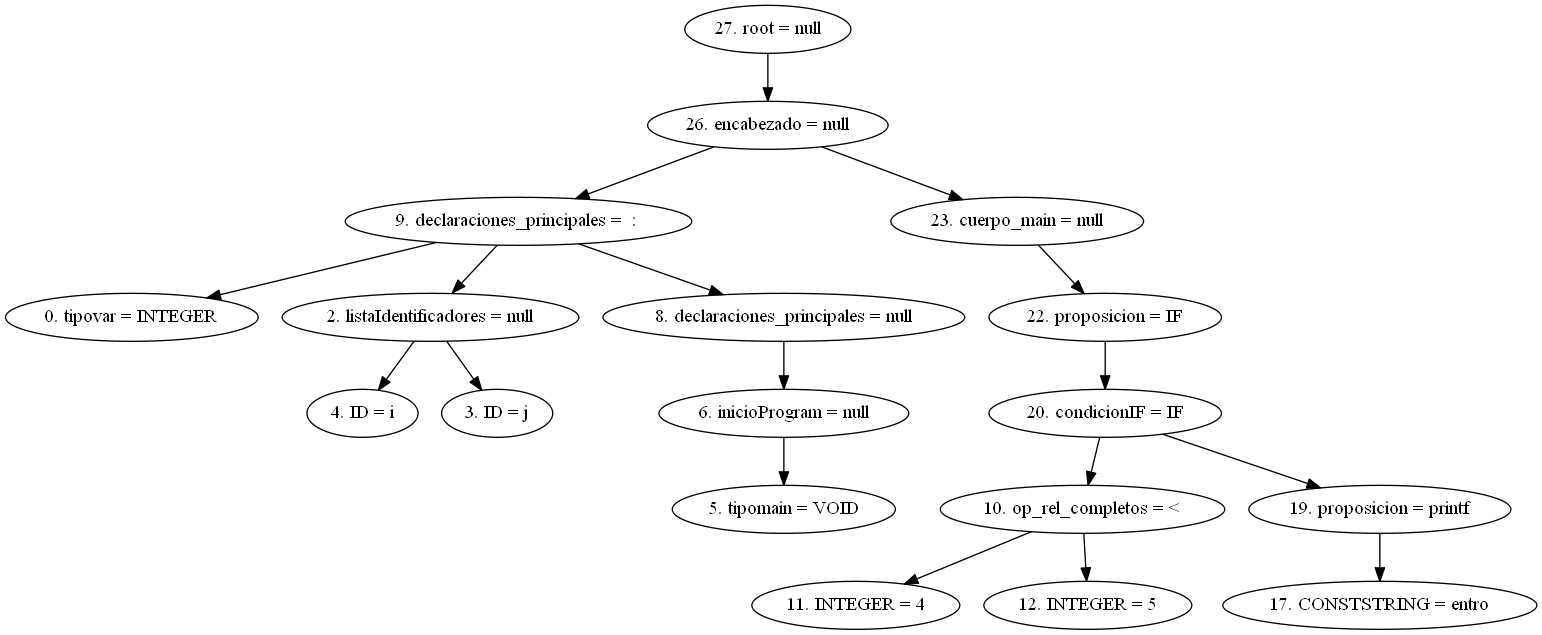 27. root = null
26. encabezado = null
9. declaraciones_principales = :
23. cuerpo_main = null
0. tipovar = INTEGER
2. listaIdentificadores = null
8. declaraciones_principales = null
22. proposicion = IF
4. ID = i
3. ID = j
6. inicioProgram = null
20. condicionIF = IF
5. tipomain = VOID
10. op_rel_completos = <
19. proposicion = printf
11. INTEGER = 4
12. INTEGER = 5
17. CONSTSTRING = entro